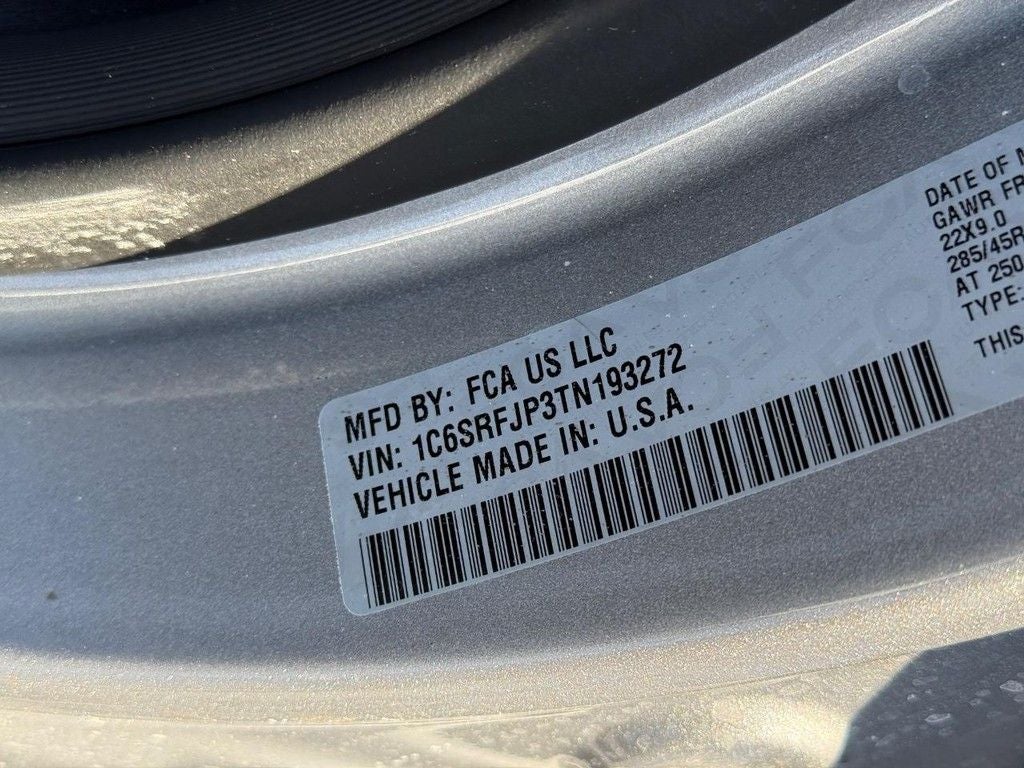 MFD BY: FCA US LLC
VIN: 1C6SRFJP3TN193272
VEHICLE MADE IN: U.S.A.
DATE OF
GAWR FR
22X9.0
285/45R
AT 250
TYPE:
THIS